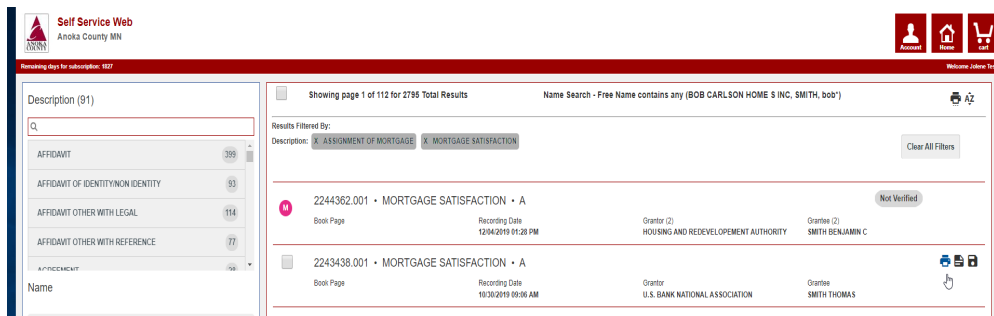 Self Service Web
Anoka County MN
ANOKA COUNTY
Account
Home
cart
Remaining days for subscription: 1827
Welcome Jolene Tes
Description (91)
AFFIDAVIT 399
AFFIDAVIT OF IDENTITY/NON IDENTITY 93
AFFIDAVIT OTHER WITH LEGAL 114
AFFIDAVIT OTHER WITH REFERENCE 77
AGREEMENT 28
Name
Showing page 1 of 112 for 2795 Total Results
Name Search - Free Name contains any (BOB CARLSON HOME S INC, SMITH, bob*)
AZ
Results Filtered By:
Description: X ASSIGNMENT OF MORTGAGE X MORTGAGE SATISFACTION
Clear All Filters
M
2244362.001 • MORTGAGE SATISFACTION • A
Not Verified
Book Page Recording Date Grantor (2) Grantee (2)
12/04/2019 01:28 PM HOUSING AND REDEVELOPEMENT AUTHORITY SMITH BENJAMIN C
2243438.001 • MORTGAGE SATISFACTION • A
Book Page Recording Date Grantor Grantee
10/30/2019 09:06 AM U.S. BANK NATIONAL ASSOCIATION SMITH THOMAS